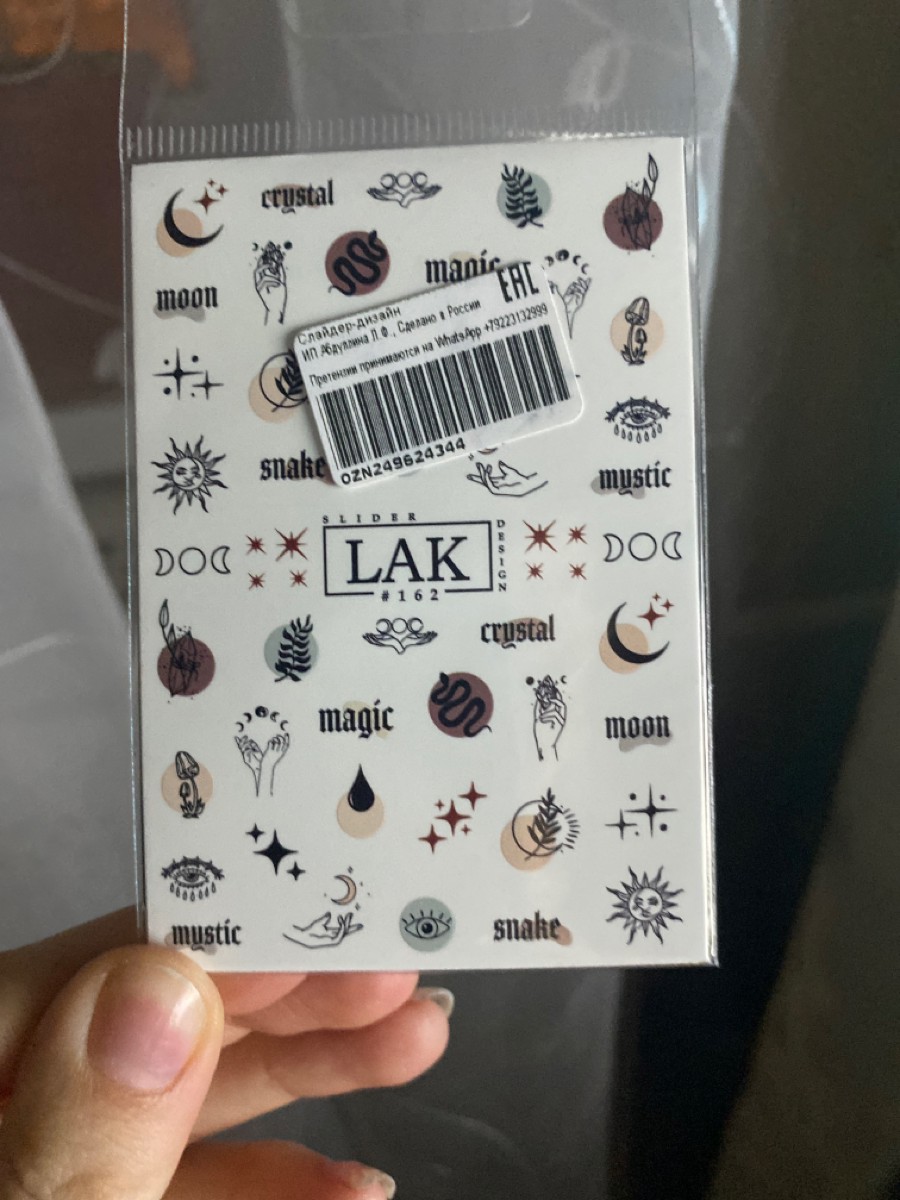 crystal
moon
magic
EAC
Слайдер-дизайн
ИП Абдуллина Л.Ф., Сделано в России
Претензии принимаются на WhatsApp +79223132999
OZN249624344
snake
mystic
SLIDER
DESIGN
LAK
#162
crystal
magic
moon
mystic
snake